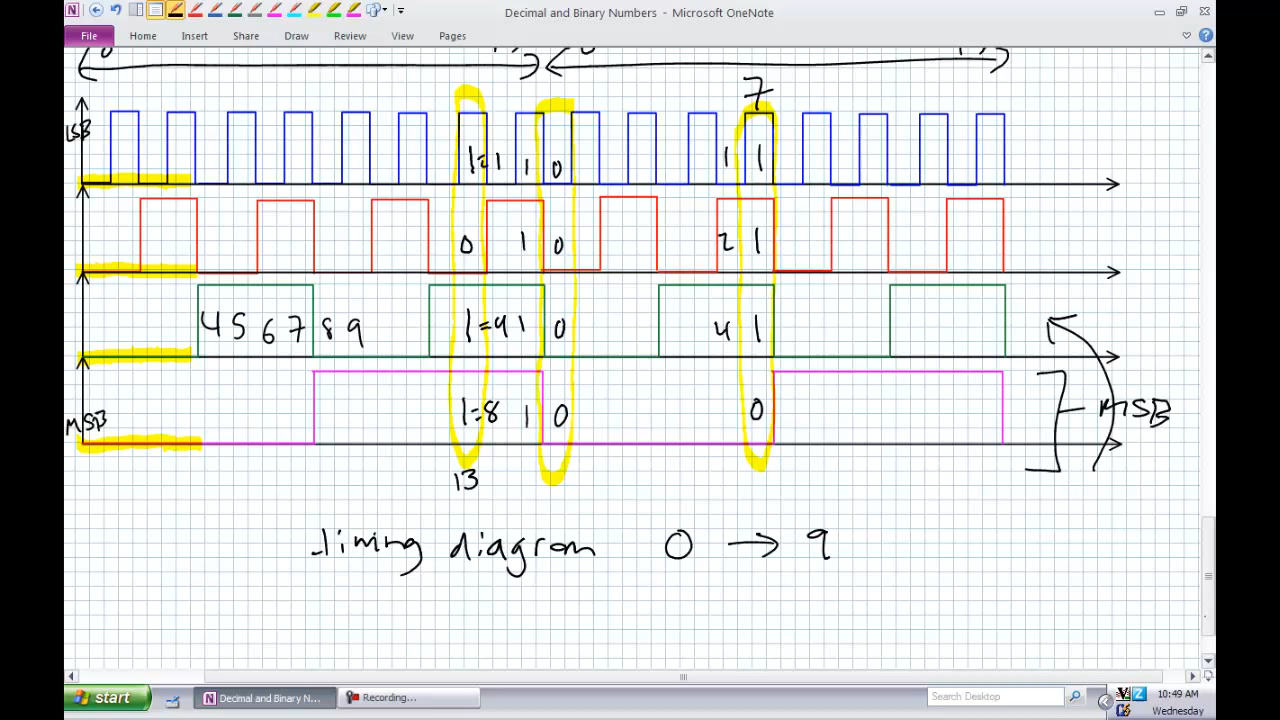 Decimal and Binary Numbers - Microsoft OneNote
File Home Insert Share Draw Review View Pages
7
LSB
1=1 1 0 1 1
0 1 0 2 1
4 5 6 7 8 9 1=4 1 0 4 1
MSB 1=8 1 0 0 MSB
13
timing diagram 0 → 9
start Decimal and Binary N... Recording... Search Desktop 10:49 AM
Wednesday